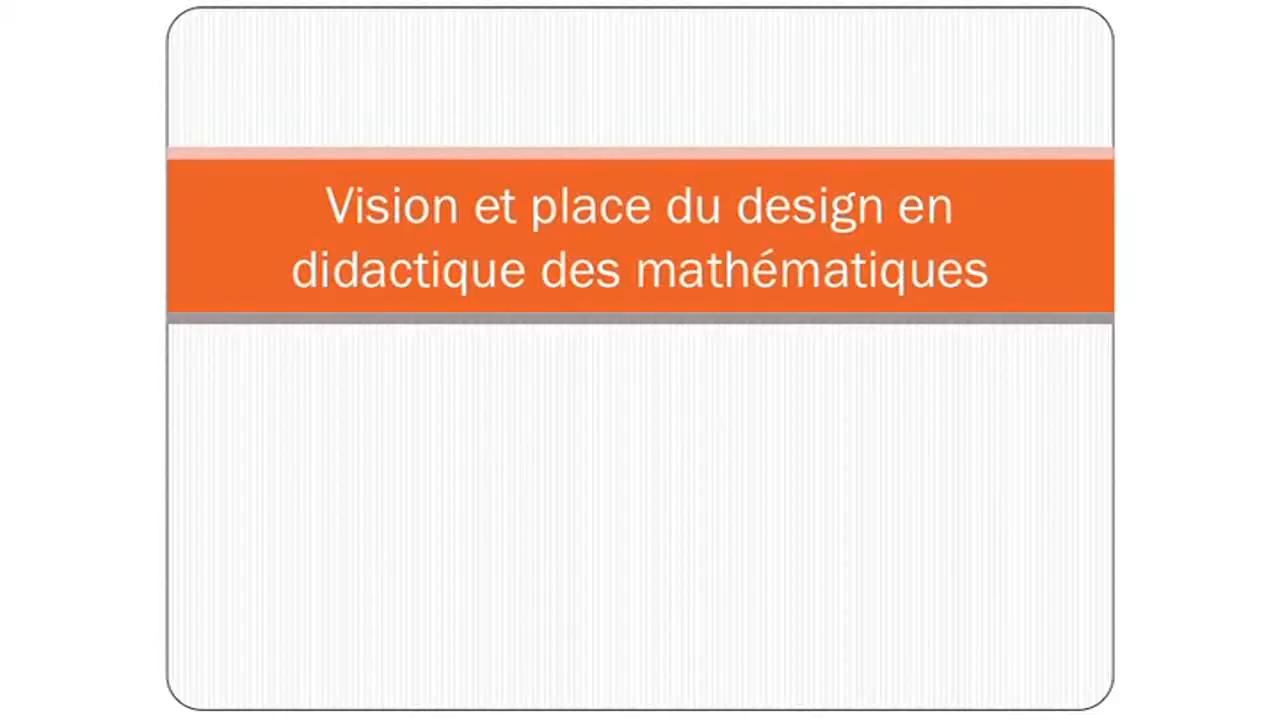 Vision et place du design en
didactique des mathématiques